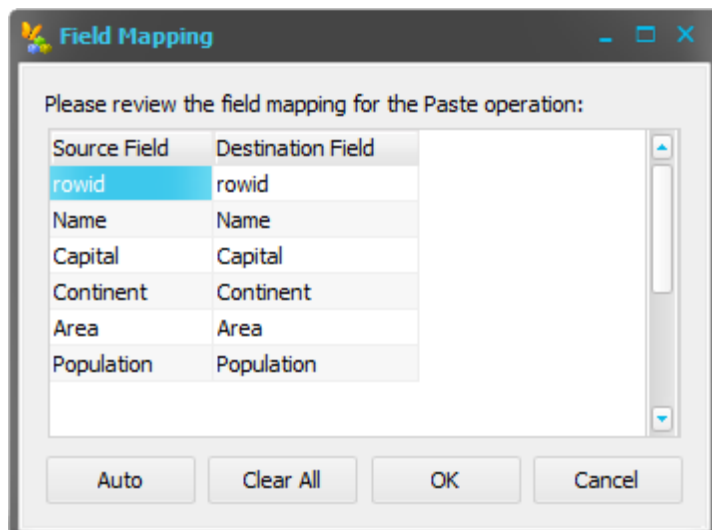 Field Mapping
Please review the field mapping for the Paste operation:
Source Field Destination Field
rowid rowid
Name Name
Capital Capital
Continent Continent
Area Area
Population Population
Auto Clear All OK Cancel